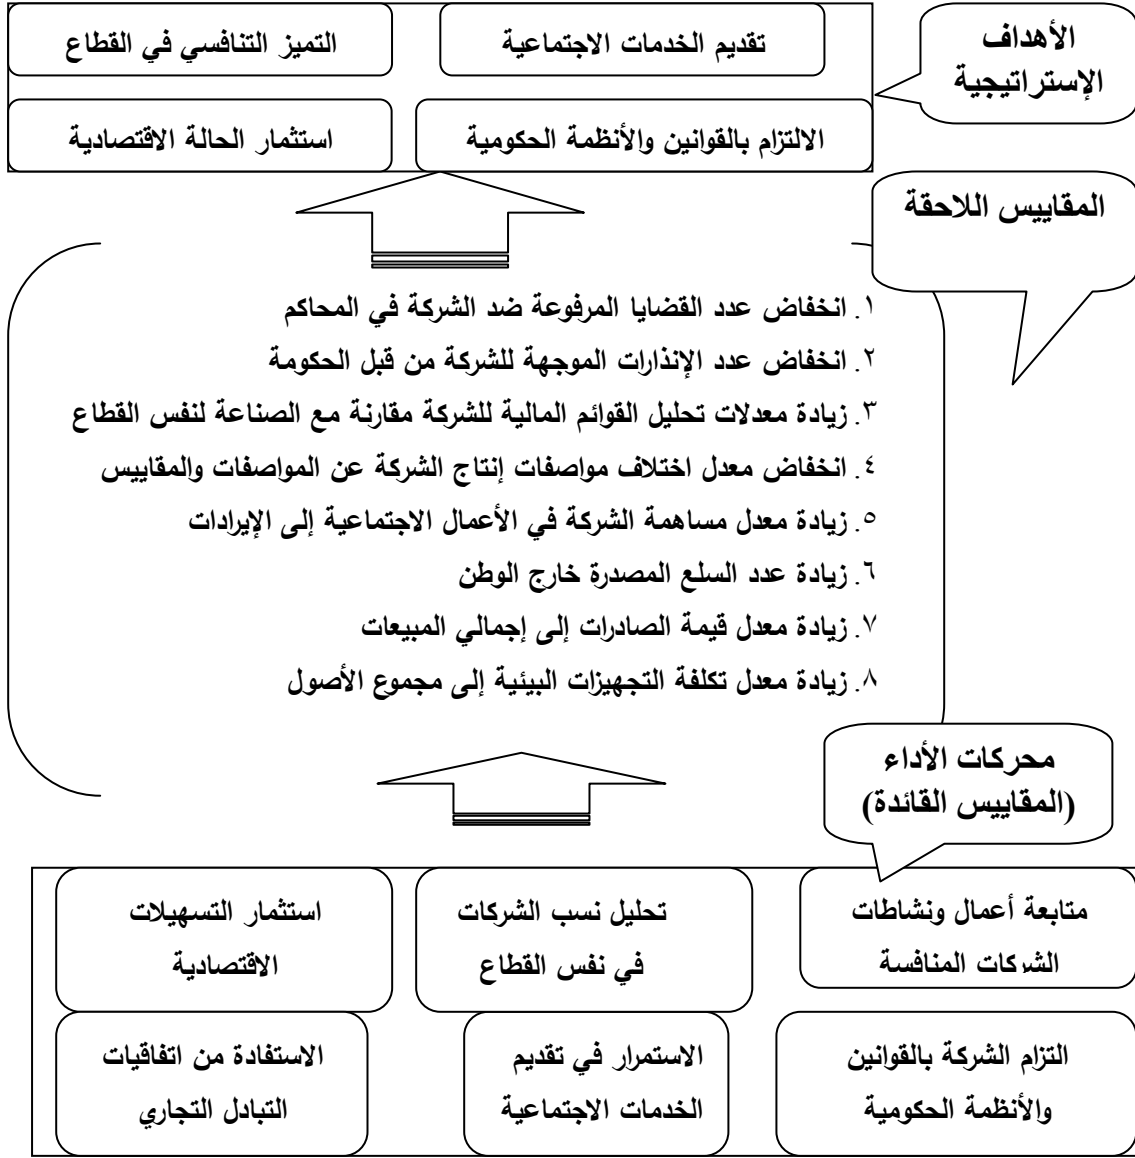 الأهداف
الإستراتيجية
تقديم الخدمات الاجتماعية
التميز التنافسي في القطاع
الالتزام بالقوانين والأنظمة الحكومية
استثمار الحالة الاقتصادية
المقاييس اللاحقة
١. انخفاض عدد القضايا المرفوعة ضد الشركة في المحاكم
٢. انخفاض عدد الإنذارات الموجهة للشركة من قبل الحكومة
٣. زيادة معدلات تحليل القوائم المالية للشركة مقارنة مع الصناعة لنفس القطاع
٤. انخفاض معدل اختلاف مواصفات إنتاج الشركة عن المواصفات والمقاييس
٥. زيادة معدل مساهمة الشركة في الأعمال الاجتماعية إلى الإيرادات
٦. زيادة عدد السلع المصدرة خارج الوطن
٧. زيادة معدل قيمة الصادرات إلى إجمالي المبيعات
٨. زيادة معدل تكلفة التجهيزات البيئية إلى مجموع الأصول
محركات الأداء
(المقاييس القائدة)
متابعة أعمال ونشاطات
الشركات المنافسة
تحليل نسب الشركات
في نفس القطاع
استثمار التسهيلات
الاقتصادية
التزام الشركة بالقوانين
والأنظمة الحكومية
الاستمرار في تقديم
الخدمات الاجتماعية
الاستفادة من اتفاقيات
التبادل التجاري